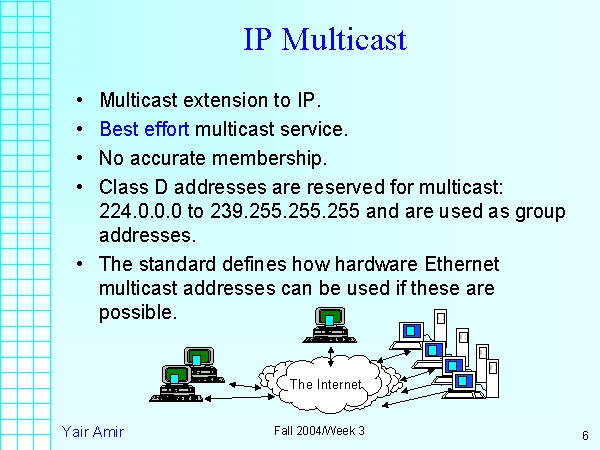 IP Multicast
• Multicast extension to IP.
• Best effort multicast service.
• No accurate membership.
• Class D addresses are reserved for multicast:
224.0.0.0 to 239.255.255.255 and are used as group
addresses.
• The standard defines how hardware Ethernet
multicast addresses can be used if these are
possible.
The Internet
Yair Amir
Fall 2004/Week 3
6